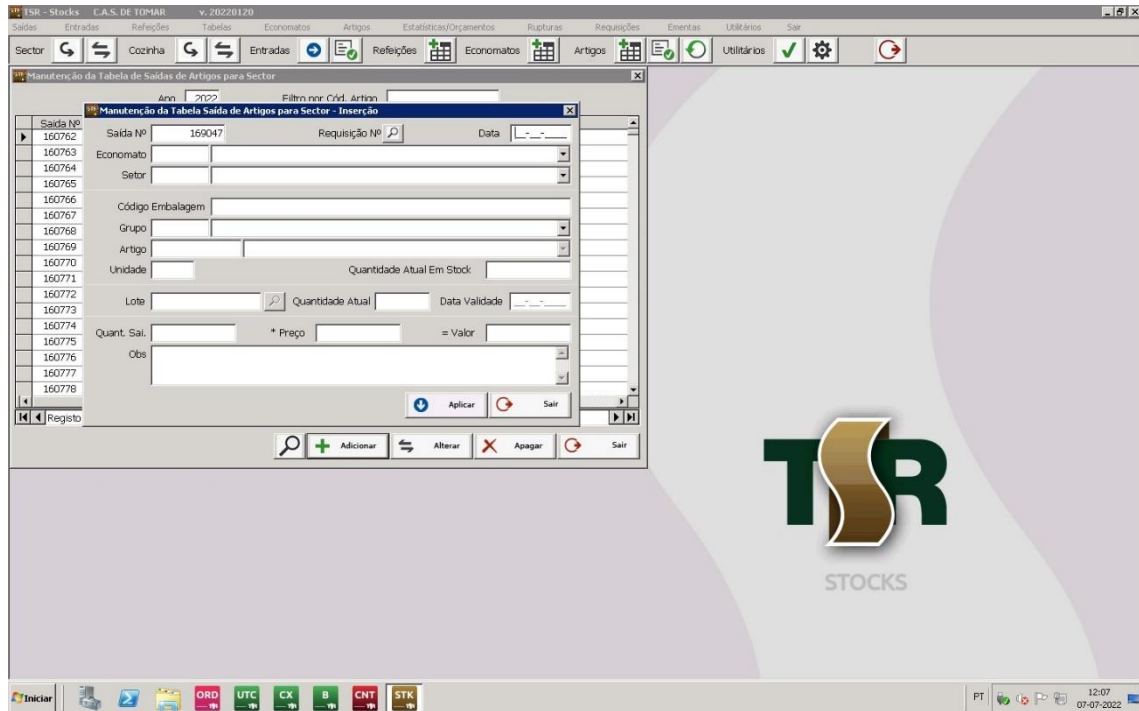 TSR - Stocks C.A.S. DE TOMAR v. 20220120
Saídas Entradas Refeições Tabelas Economatos Artigos Estatísticas/Orçamentos Rupturas Requisições Ementas Utilitários Sair
Sector Cozinha Entradas Refeições Economatos Artigos Utilitários
Manutenção da Tabela de Saídas de Artigos para Sector
Ano 2022 Filtro por Cód. Artigo
Manutenção da Tabela Saída de Artigos para Sector - Inserção
Saida Nº
160762
160763
160764
160765
160766
160767
160768
160769
160770
160771
160772
160773
160774
160775
160776
160777
160778
Registo
Saída Nº 169047 Requisição Nº Data
Economato
Setor
Código Embalagem
Grupo
Artigo
Unidade Quantidade Atual Em Stock
Lote Quantidade Atual Data Validade
Quant. Sai. * Preço = Valor
Obs
Aplicar Sair
Adicionar Alterar Apagar Sair
TSR
STOCKS
Iniciar ORD UTC CX B CNT STK PT 12:07
07-07-2022